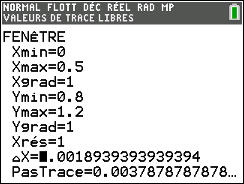 NORMAL FLOTT DÉC RÉEL RAD MP
VALEURS DE TRACE LIBRES
FENÊTRE
Xmin=0
Xmax=0.5
Xgrad=1
Ymin=0.8
Ymax=1.2
Ygrad=1
Xrés=1
△X=█.0018939393939394
PasTrace=0.0037878787878…